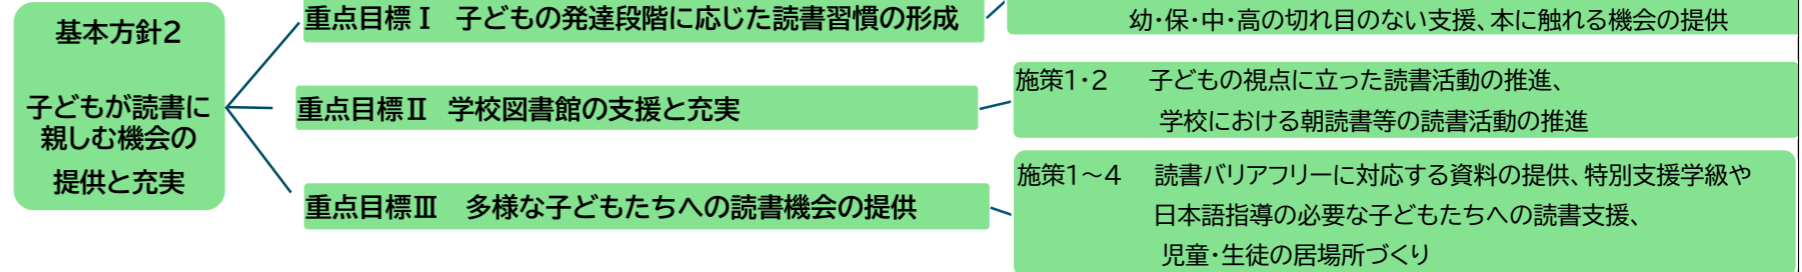 基本方針2
子どもが読書に
親しむ機会の
提供と充実
重点目標Ⅰ 子どもの発達段階に応じた読書習慣の形成
幼・保・中・高の切れ目のない支援、本に触れる機会の提供
重点目標Ⅱ 学校図書館の支援と充実
施策1・2 子どもの視点に立った読書活動の推進、
学校における朝読書等の読書活動の推進
重点目標Ⅲ 多様な子どもたちへの読書機会の提供
施策1～4 読書バリアフリーに対応する資料の提供、特別支援学級や
日本語指導の必要な子どもたちへの読書支援、
児童・生徒の居場所づくり